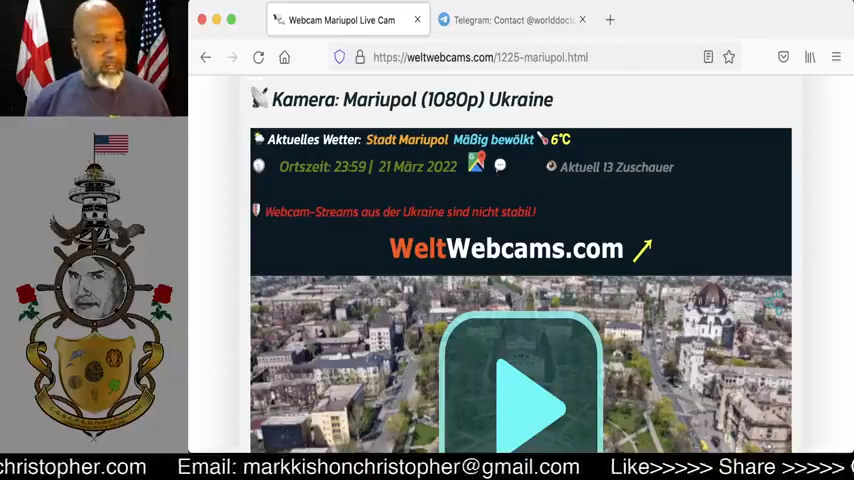 Webcam Mariupol Live Cam
Telegram: Contact @worlddoct
https://weltwebcams.com/1225-mariupol.html
Kamera: Mariupol (1080p) Ukraine
Aktuelles Wetter: Stadt Mariupol Mäßig bewölkt 6°C
Ortszeit: 23:59 | 21 März 2022 Aktuell 13 Zuschauer
Webcam-Streams aus der Ukraine sind nicht stabil!
WeltWebcams.com
christopher.com Email: markkishonchristopher@gmail.com Like>>>>> Share >>>>>